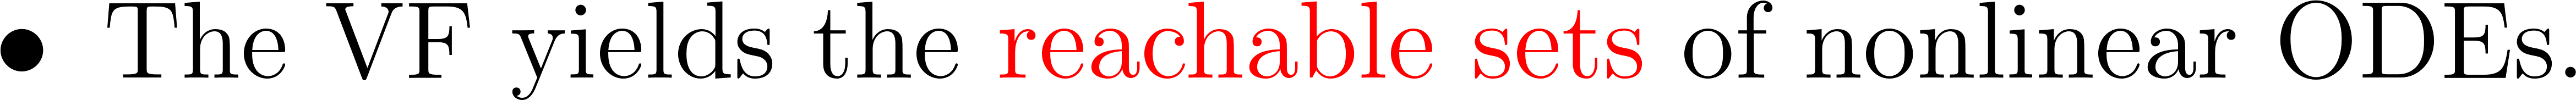 • The VF yields the reachable sets of nonlinear ODEs.